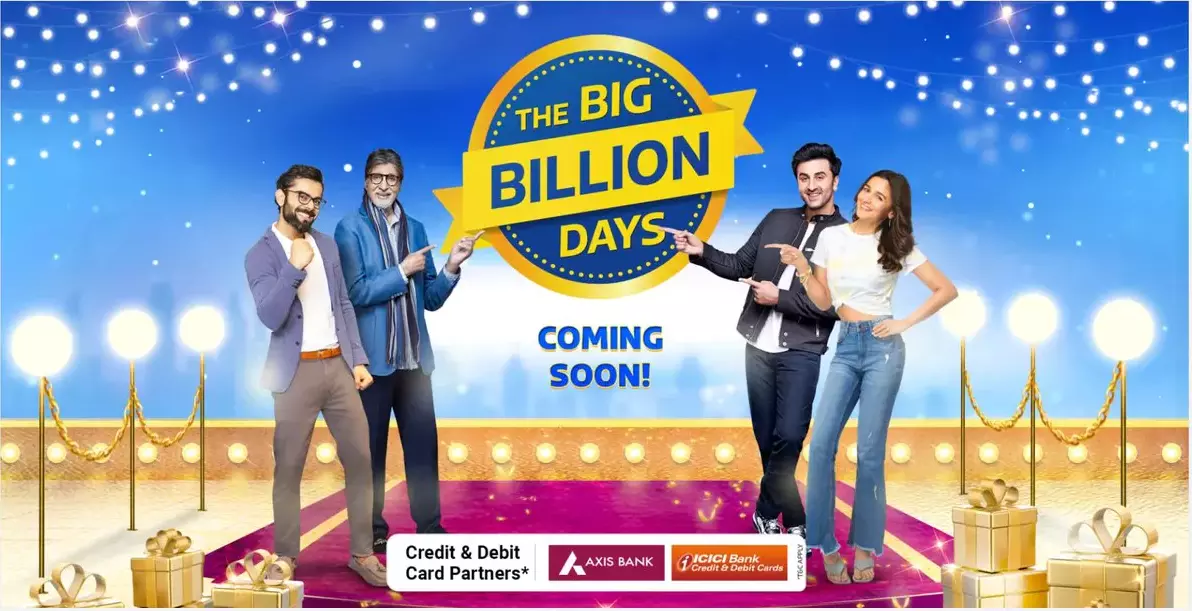 THE BIG
BILLION
DAYS
COMING
SOON!
Credit & Debit
Card Partners*
AXIS BANK
ICICI Bank
Credit & Debit Cards
*T&C APPLY